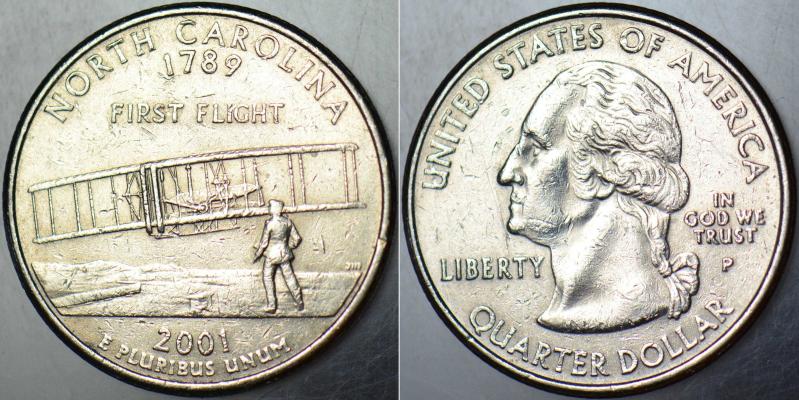 NORTH CAROLINA
1789
FIRST FLIGHT
2001
E PLURIBUS UNUM
UNITED STATES OF AMERICA
IN
GOD WE
TRUST
LIBERTY
P
QUARTER DOLLAR